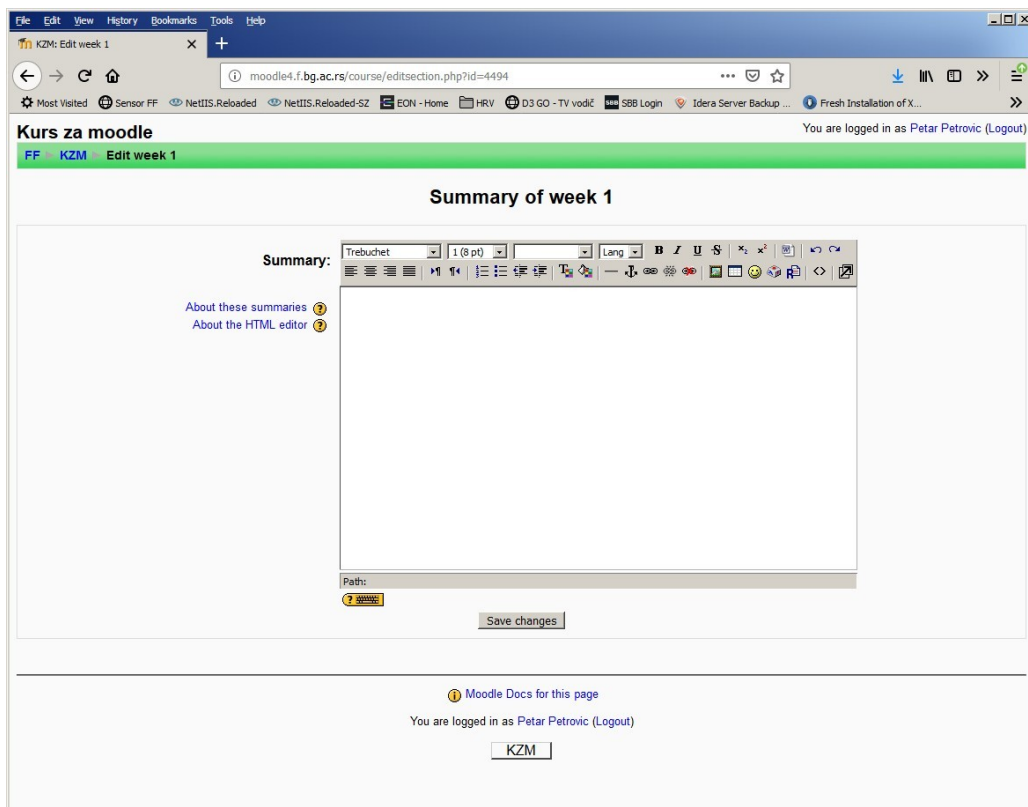 File Edit View History Bookmarks Tools Help
KZM: Edit week 1
moodle4.f.bg.ac.rs/course/editsection.php?id=4494
Most Visited Sensor FF NetIIS.Reloaded NetIIS.Reloaded-SZ EON - Home HRV D3 GO - TV vodič SBB Login Idera Server Backup ... Fresh Installation of X...
Kurs za moodle
You are logged in as Petar Petrovic (Logout)
FF KZM Edit week 1
Summary of week 1
Summary:
Trebuchet 1 (8 pt) Lang B I U S x₂ x²
About these summaries ?
About the HTML editor ?
Path:
?
Save changes
Moodle Docs for this page
You are logged in as Petar Petrovic (Logout)
KZM